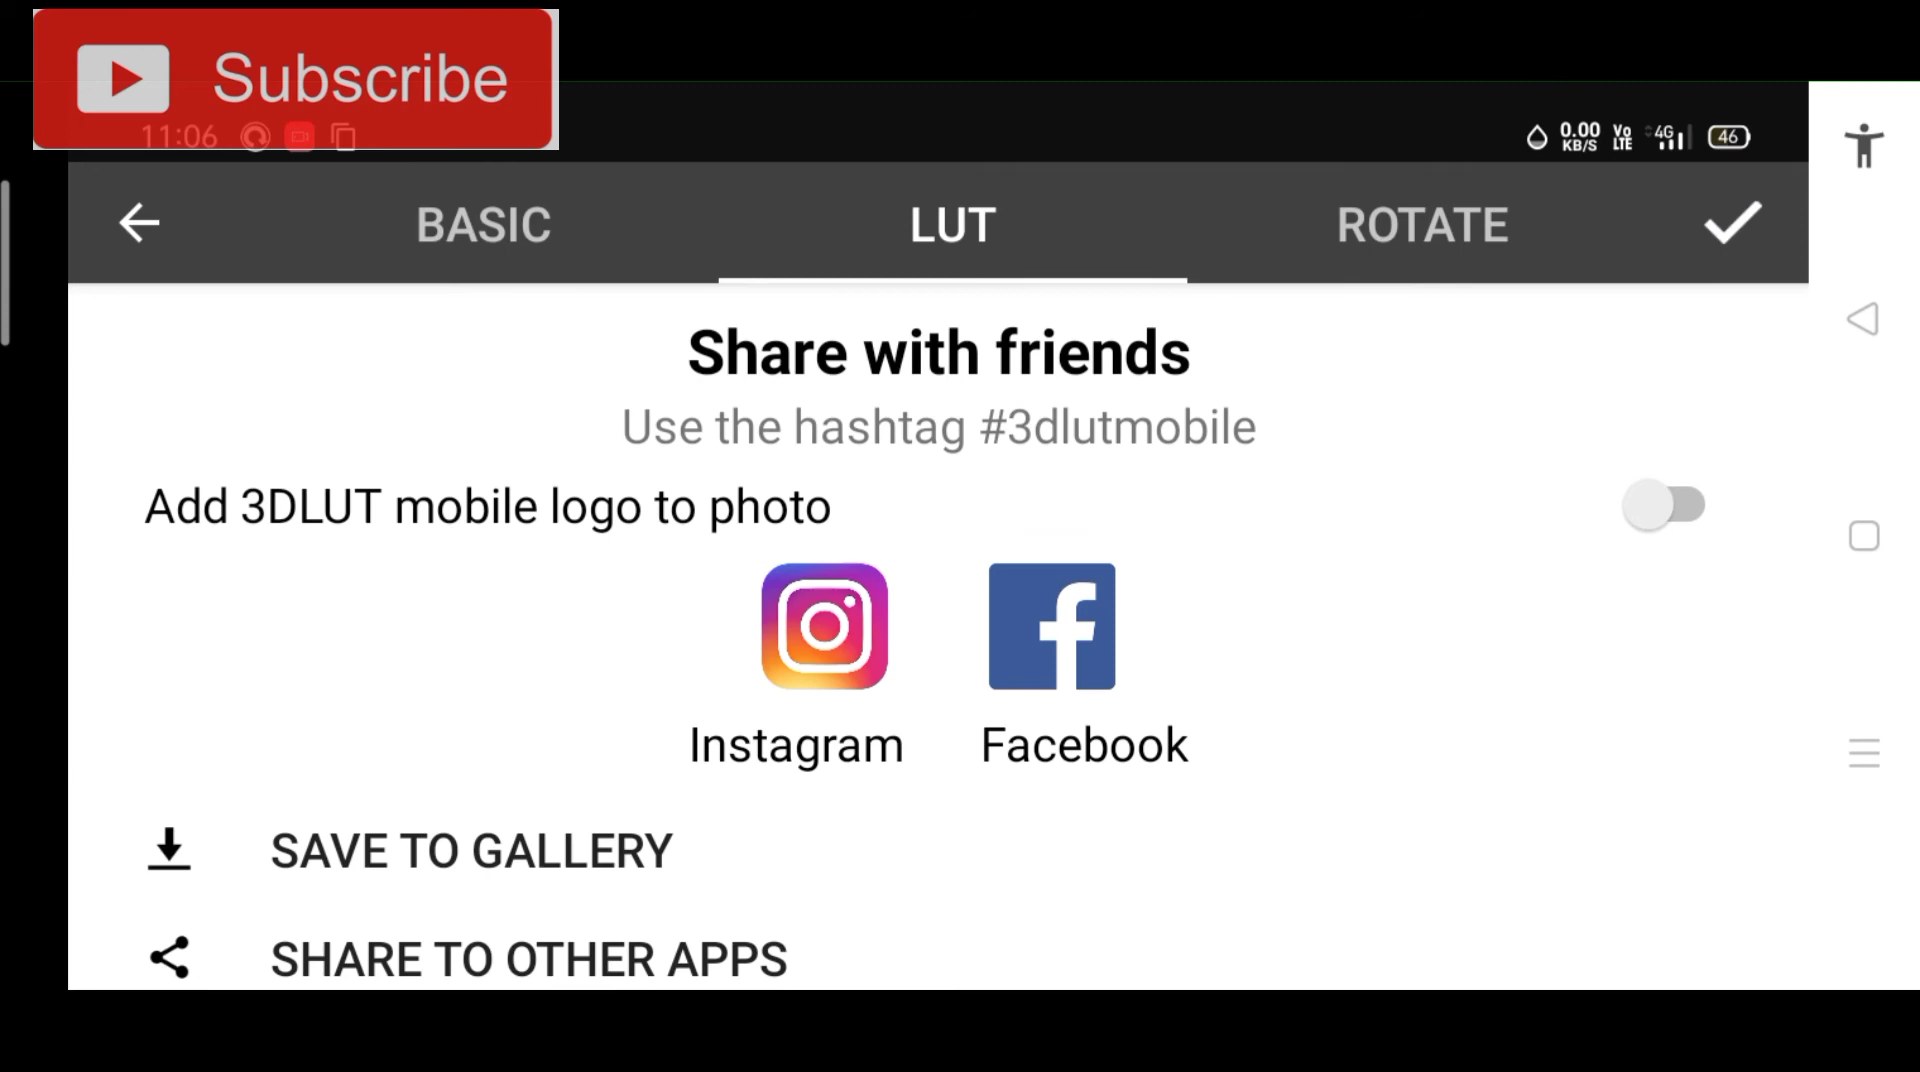 Subscribe
11:06
0.00 KB/S Vo LTE 4G 46
BASIC LUT ROTATE
Share with friends
Use the hashtag #3dlutmobile
Add 3DLUT mobile logo to photo
Instagram Facebook
SAVE TO GALLERY
SHARE TO OTHER APPS